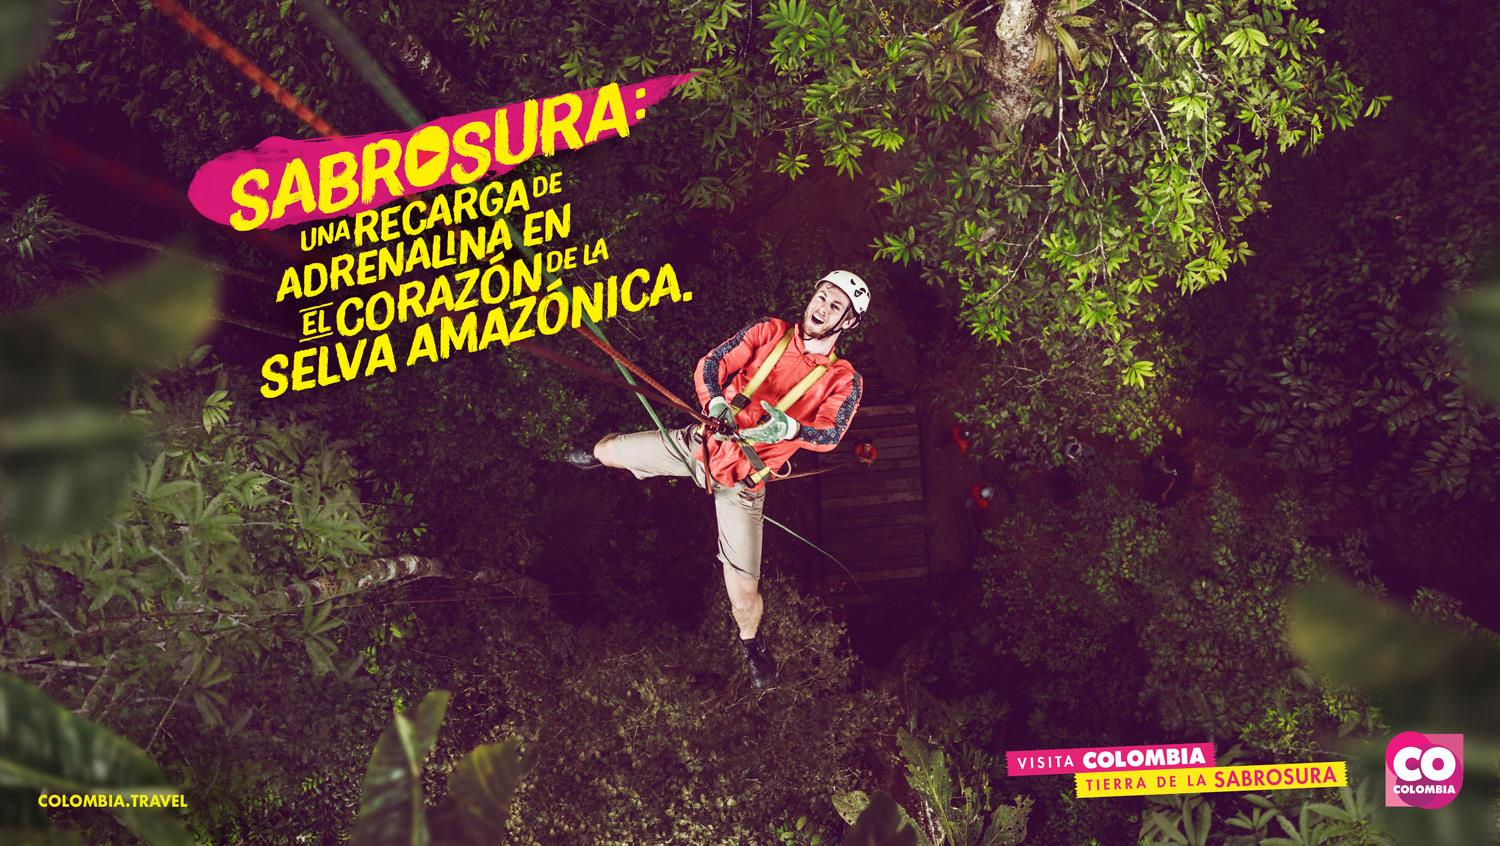 SABROSURA:
UNA RECARGA DE
ADRENALINA EN
EL CORAZÓN DE LA
SELVA AMAZÓNICA.
VISITA COLOMBIA
TIERRA DE LA SABROSURA
CO
COLOMBIA
COLOMBIA.TRAVEL